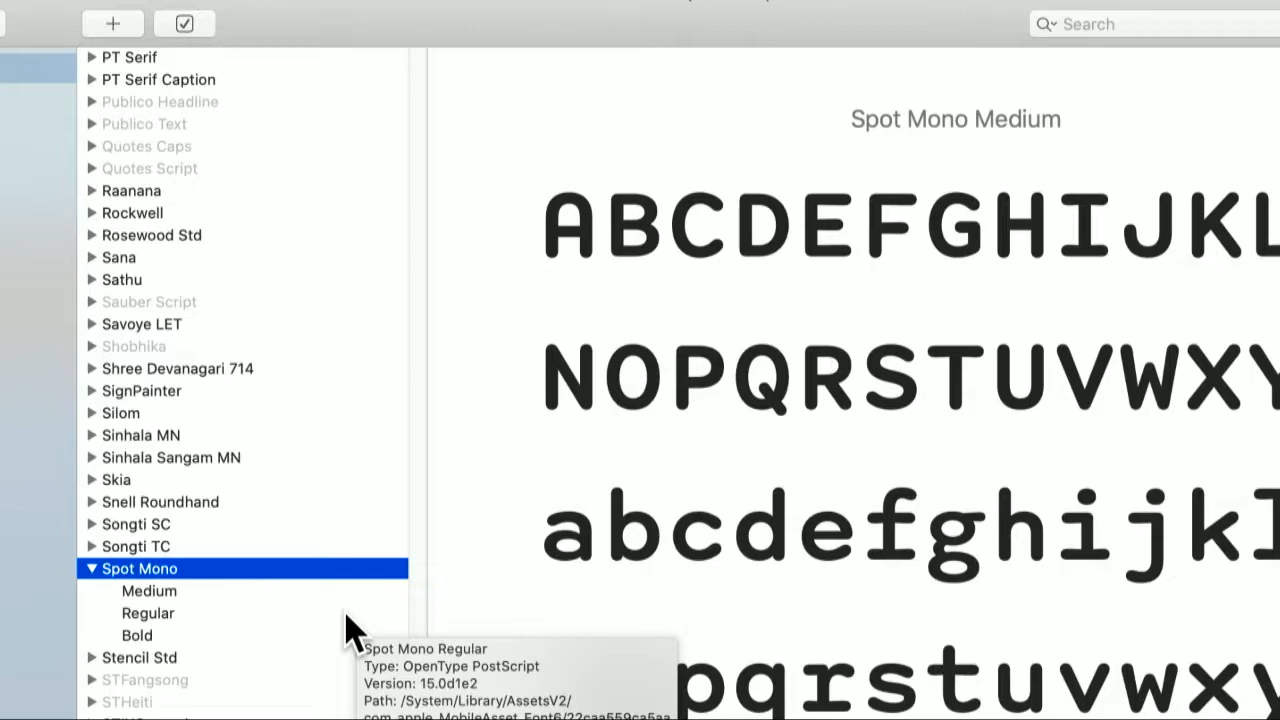 Search
PT Serif
PT Serif Caption
Publico Headline
Publico Text
Quotes Caps
Quotes Script
Raanana
Rockwell
Rosewood Std
Sana
Sathu
Sauber Script
Savoye LET
Shobhika
Shree Devanagari 714
SignPainter
Silom
Sinhala MN
Sinhala Sangam MN
Skia
Snell Roundhand
Songti SC
Songti TC
Spot Mono
Medium
Regular
Bold
Stencil Std
STFangsong
STHeiti
Spot Mono Medium
ABCDEFGHIJKL
NOPQRSTUVWXY
abcdefghijkl
pqrstuvwxy
Spot Mono Regular
Type: OpenType PostScript
Version: 15.0d1e2
Path: /System/Library/AssetsV2/
com_apple_MobileAsset_Font6/22caa559ca5aa